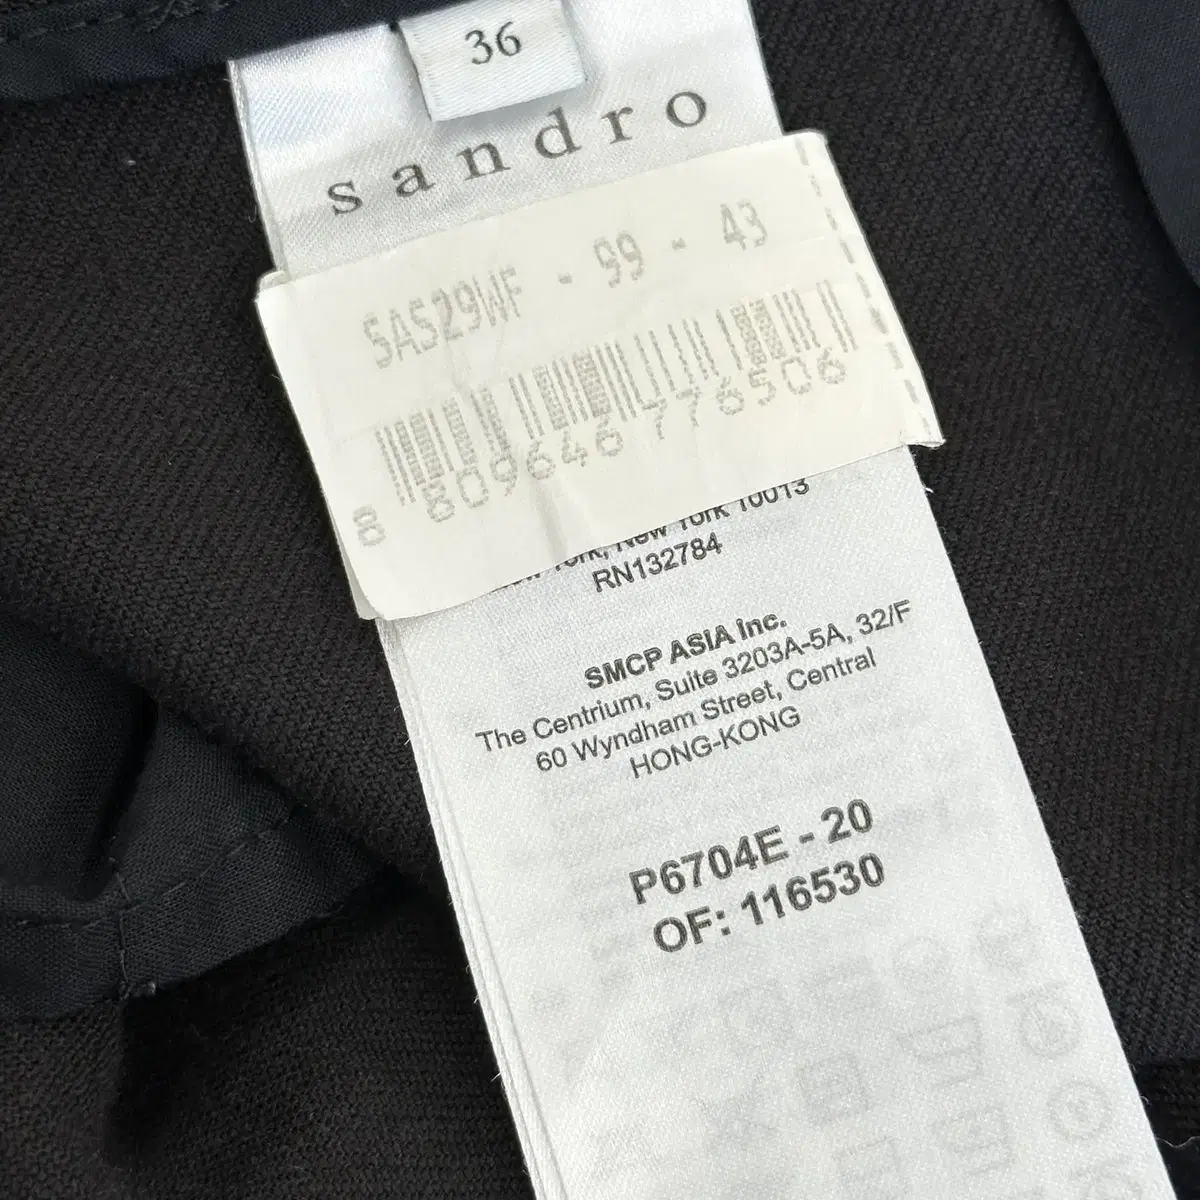 36
sandro
SAS29WF - 99 - 43
8 809646 776506
New York, New York 10013
RN132784
SMCP ASIA Inc.
The Centrium, Suite 3203A-5A, 32/F
60 Wyndham Street, Central
HONG-KONG
P6704E - 20
OF: 116530